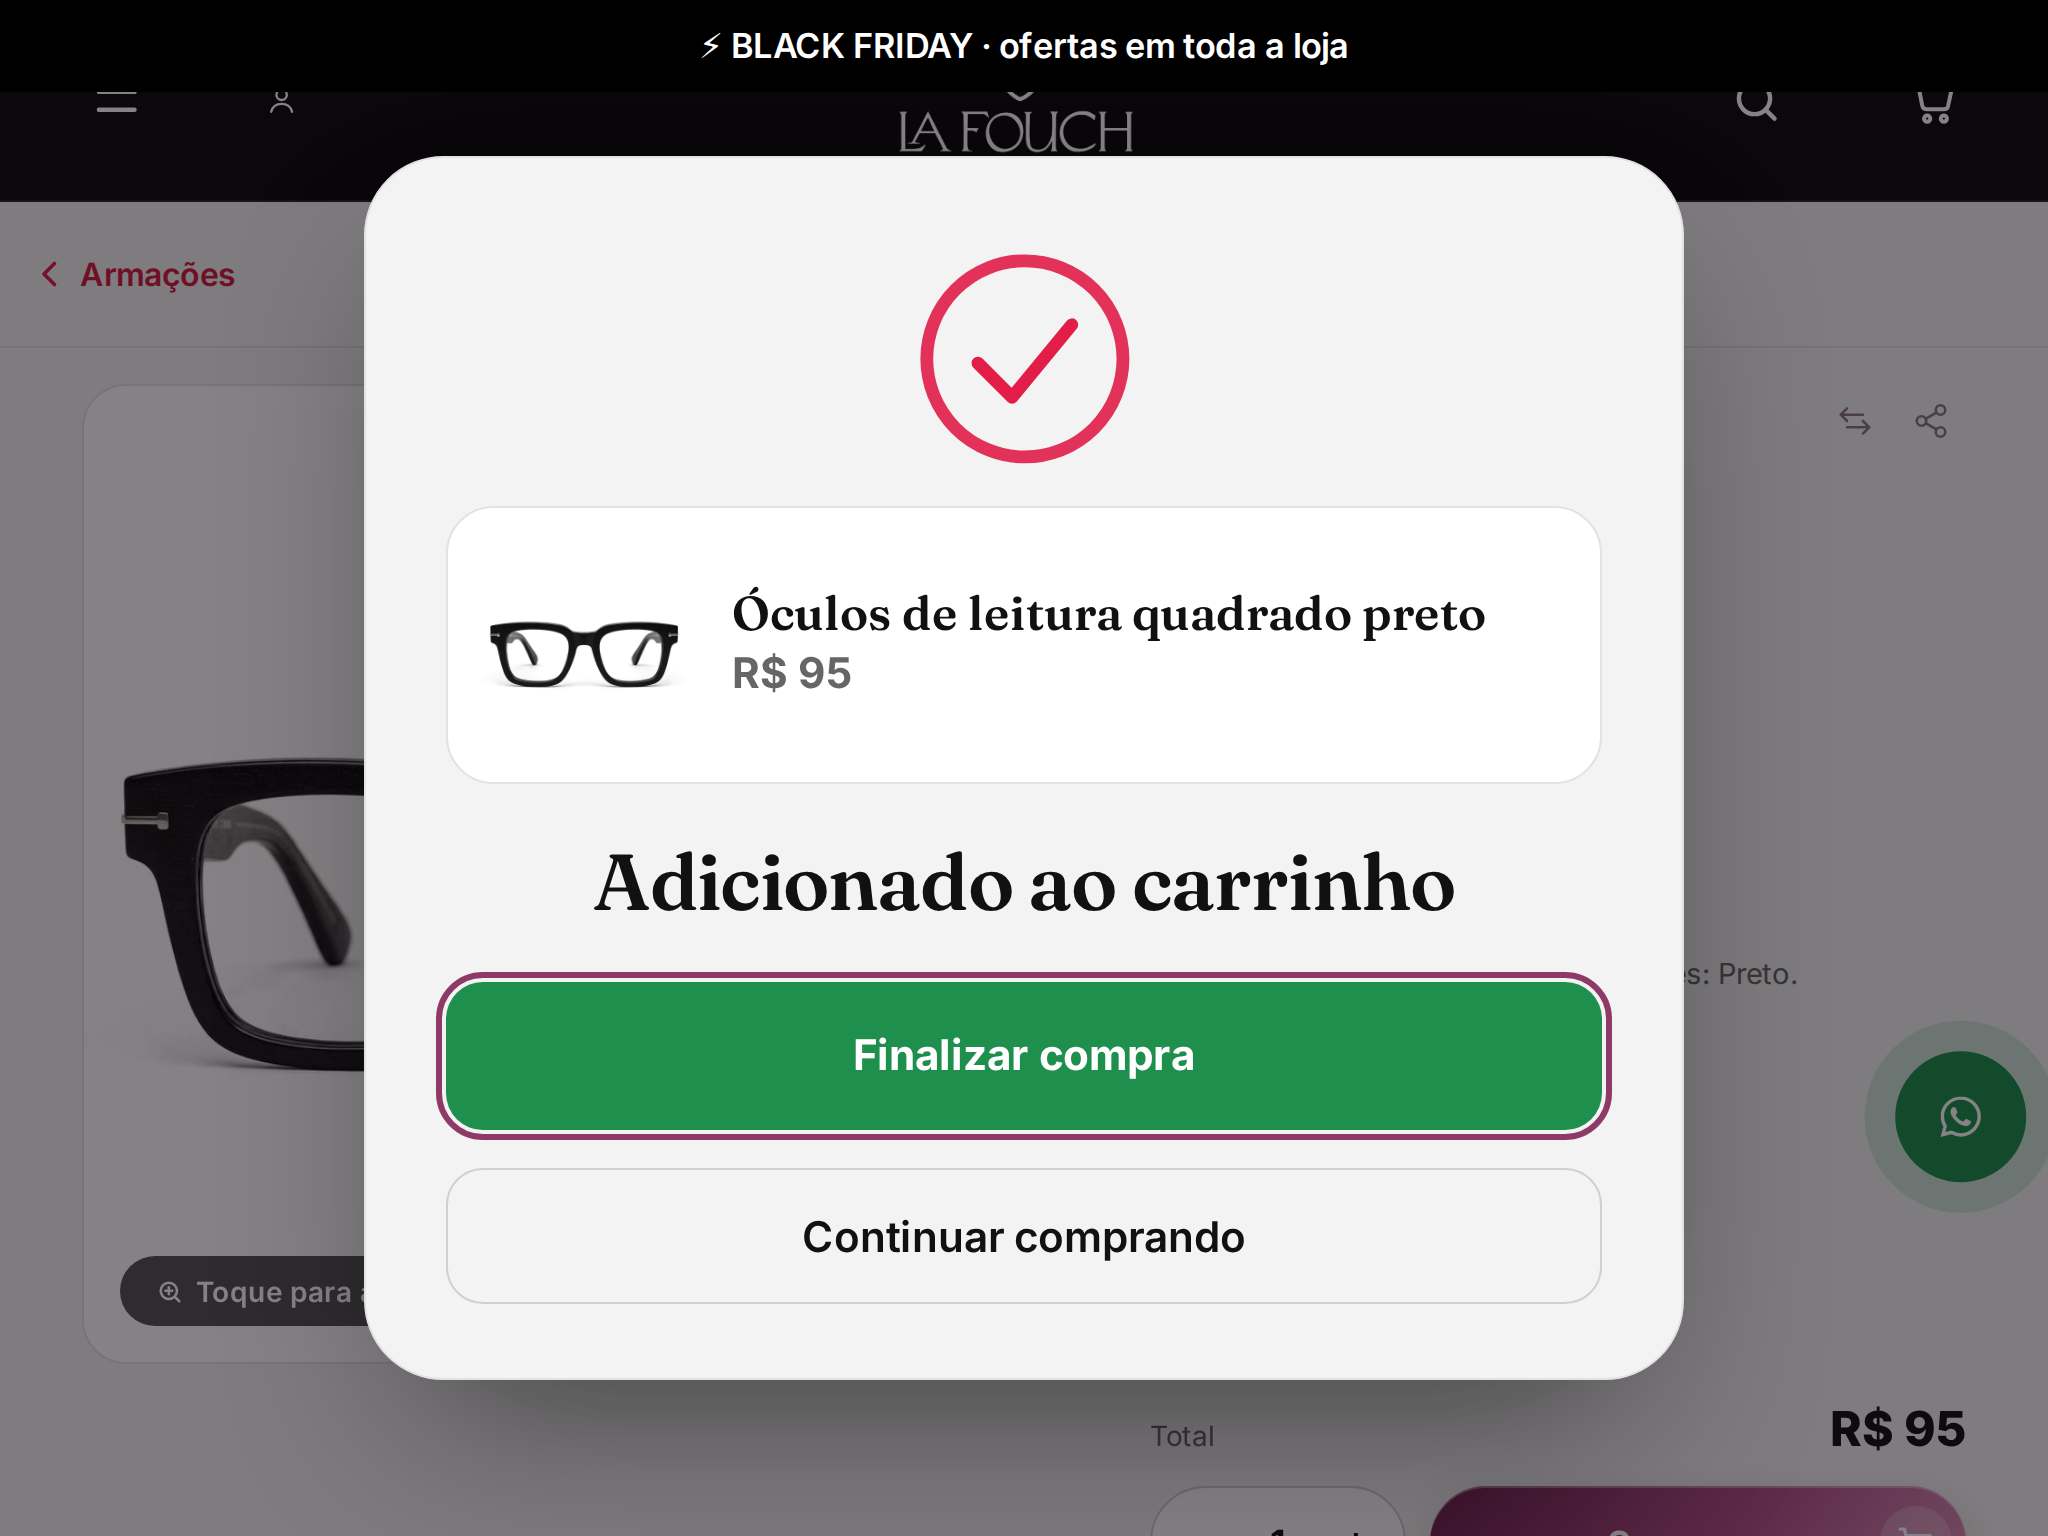 ⚡ BLACK FRIDAY · ofertas em toda a loja
LA FOUCH
Armações
Óculos de leitura quadrado preto
R$ 95
Adicionado ao carrinho
Finalizar compra
Preto.
Continuar comprando
Toque para
Total
R$ 95